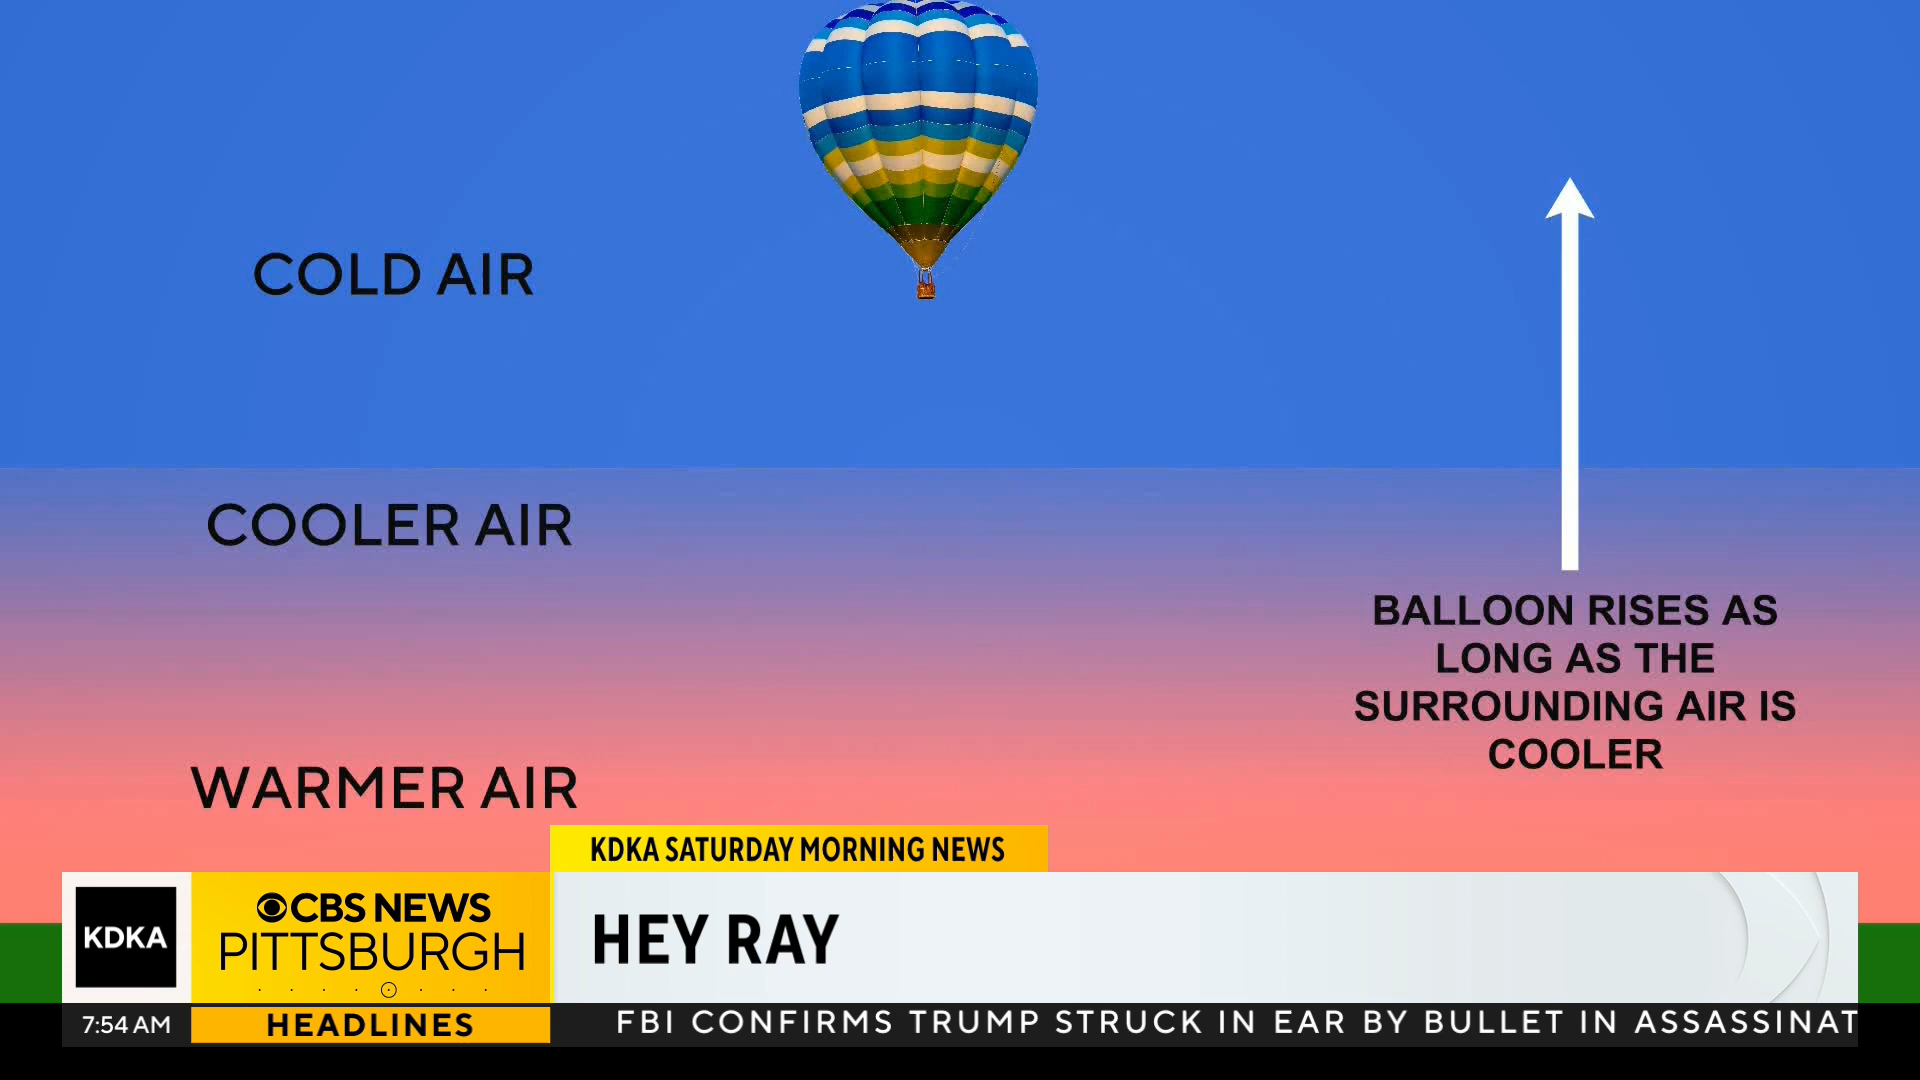 COLD AIR
COOLER AIR
WARMER AIR
BALLOON RISES AS
LONG AS THE
SURROUNDING AIR IS
COOLER
KDKA SATURDAY MORNING NEWS
KDKA
CBS NEWS
PITTSBURGH
HEY RAY
7:54 AM
HEADLINES
FBI CONFIRMS TRUMP STRUCK IN EAR BY BULLET IN ASSASSINAT